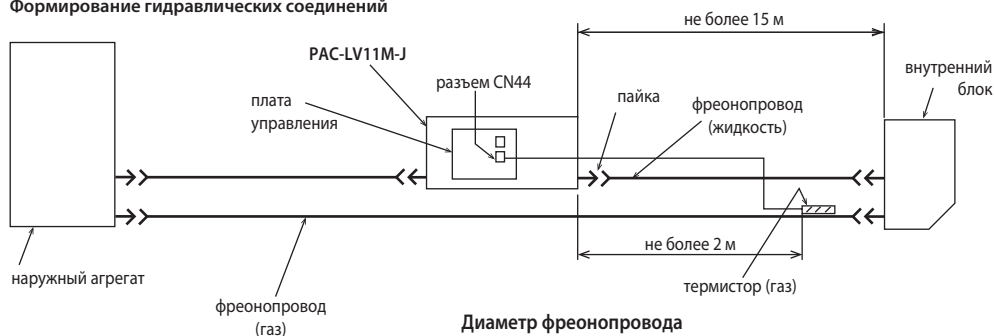 Формирование гидравлических соединений
не более 15 м
PAC-LV11M-J
разъем CN44
внутренний
блок
плата
управления
пайка
фреонопровод
(жидкость)
не более 2 м
наружный агрегат
термистор (газ)
фреонопровод
(газ)
Диаметр фреонопровода